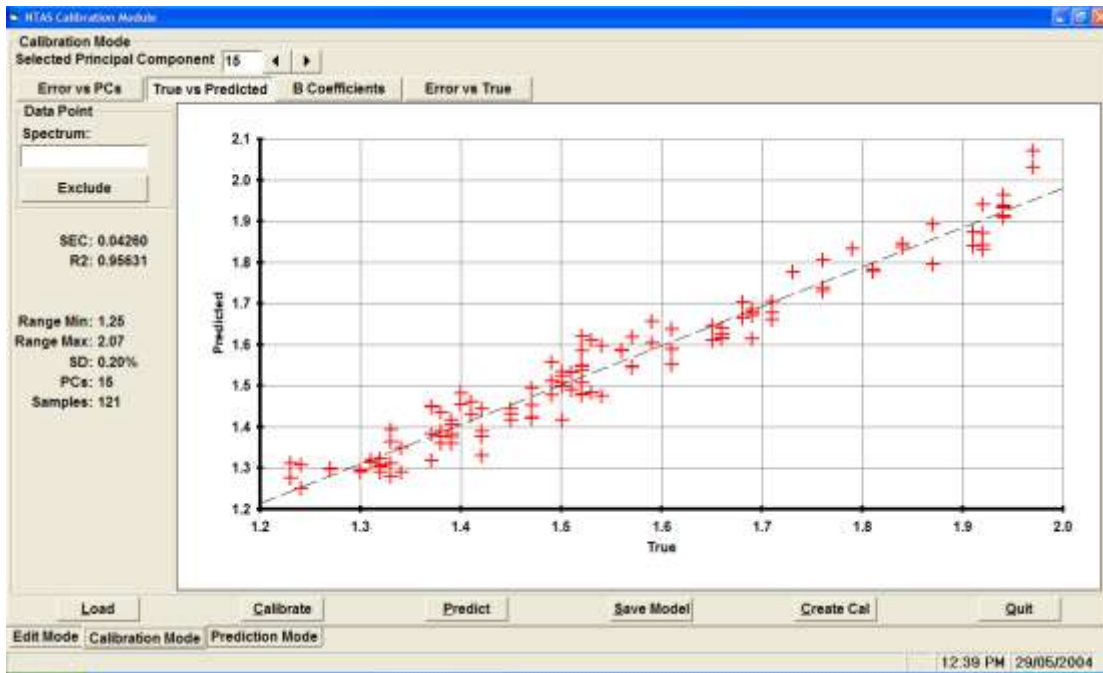 NTAS Calibration Module
Calibration Mode
Selected Principal Component 15
Error vs PCs True vs Predicted B Coefficients Error vs True
Data Point
Spectrum:
Exclude
SEC: 0.04260
R2: 0.95631
Range Min: 1.25
Range Max: 2.07
SD: 0.20%
PCs: 15
Samples: 121
Predicted
2.1
2.0
1.9
1.8
1.7
1.6
1.5
1.4
1.3
1.2
1.2 1.3 1.4 1.5 1.6 1.7 1.8 1.9 2.0
True
Load Calibrate Predict Save Model Create Cal Quit
Edit Mode Calibration Mode Prediction Mode
12:39 PM 29/05/2004